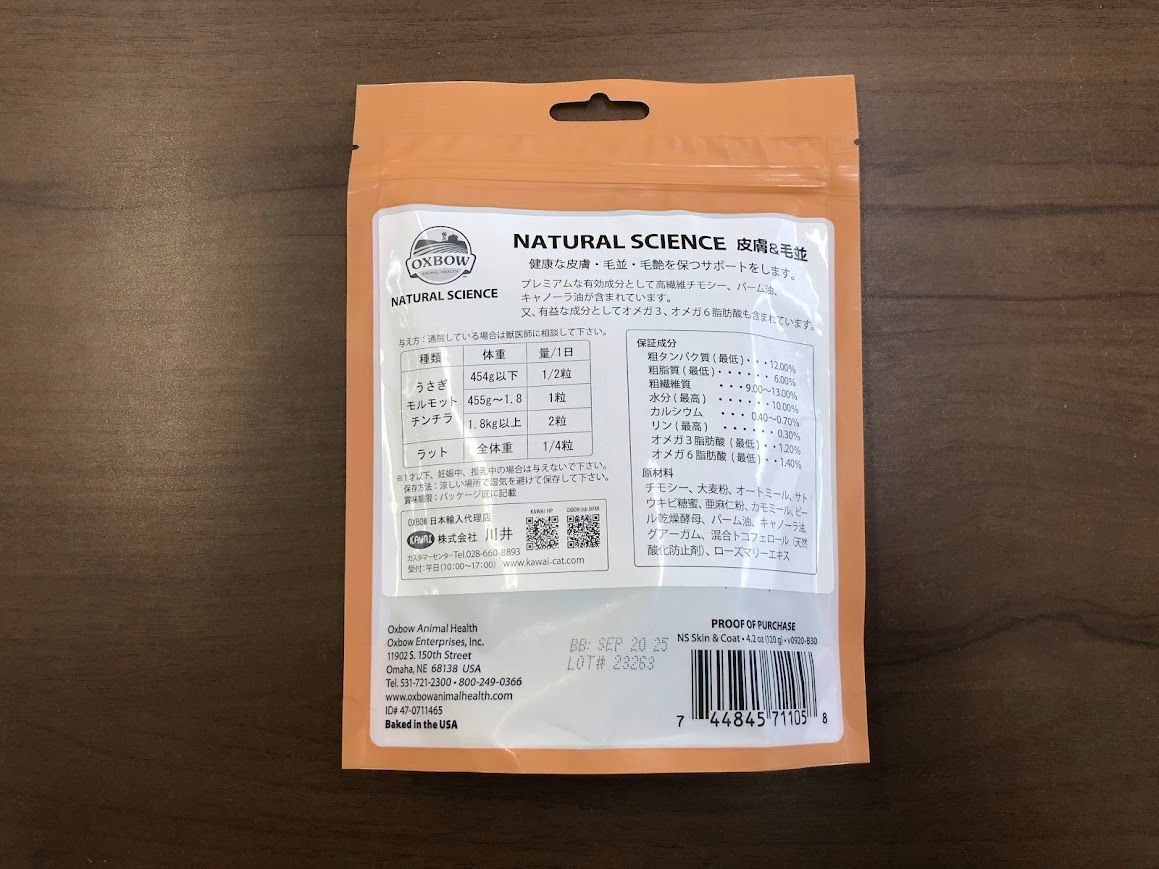 OXBOW
ANIMAL HEALTH
NATURAL SCIENCE
NATURAL SCIENCE 皮膚&毛並
健康な皮膚・毛並・毛艶を保つサポートをします。
プレミアムな有効成分として高繊維チモシー、パーム油、
キャノーラ油が含まれています。
又、有益な成分としてオメガ3、オメガ6脂肪酸も含まれています。
与え方：通院している場合は獣医師に相談して下さい。
種類 体重 量/1日
うさぎ モルモット チンチラ 454g以下 1/2粒
455g〜1.8 1粒
1.8kg以上 2粒
ラット 全体重 1/4粒
※1才以下、妊娠中、授乳中の場合は与えないで下さい。
保存方法：涼しい場所で湿気を避けて保存して下さい。
賞味期限：パッケージ底に記載
OXBOW 日本輸入代理店
KAWAI 株式会社 川井
カスタマーセンターTel.028-660-8893
受付：平日（10：00〜17：00） www.kawai-cat.com
KAWAI HP
OXBOW club JAPAN
保証成分
粗タンパク質（最低）・・・12.00%
粗脂質（最低）・・・・・・6.00%
粗繊維質 ・・・9.00〜13.00%
水分（最高） ・・・・・・10.00%
カルシウム ・・・0.40〜0.70%
リン（最高） ・・・・・・0.30%
オメガ3脂肪酸（最低）・・1.20%
オメガ6脂肪酸（最低）・・1.40%
原材料
チモシー、大麦粉、オートミール、サト
ウキビ糖蜜、亜麻仁粉、カモミール、ビー
ル乾燥酵母、パーム油、キャノーラ油、
グアーガム、混合トコフェロール（天然
酸化防止剤）、ローズマリーエキス
Oxbow Animal Health
Oxbow Enterprises, Inc.
11902 S. 150th Street
Omaha, NE 68138 USA
Tel. 531-721-2300 • 800-249-0366
www.oxbowanimalhealth.com
ID# 47-0711465
Baked in the USA
BB: SEP 20 25
LOT# 23263
PROOF OF PURCHASE
NS Skin & Coat • 4.2 oz (120 g) • v0920-B30
7 44845 71105 8